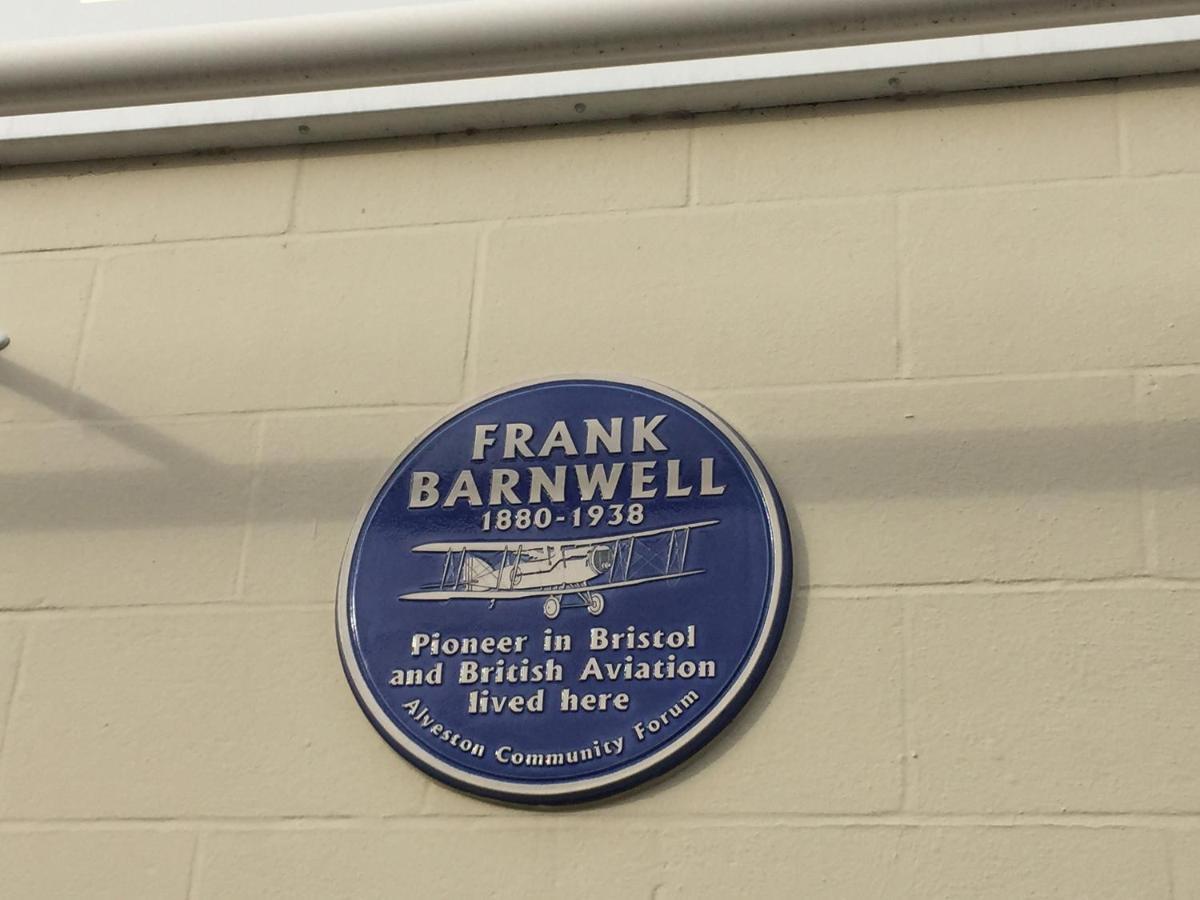 FRANK
BARNWELL
1880-1938
Pioneer in Bristol
and British Aviation
lived here
Alveston Community Forum